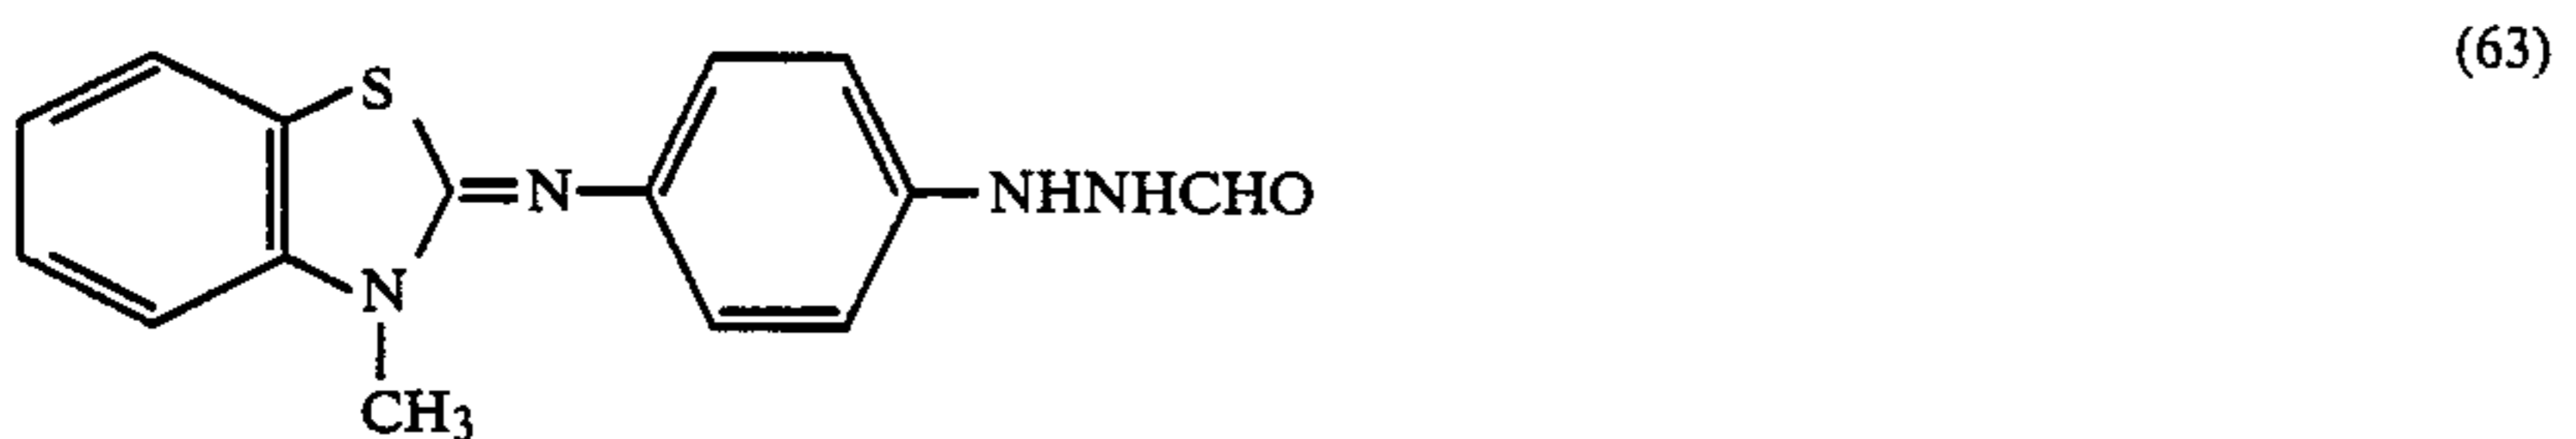 (63)
S
N
NHNHCHO
N
CH₃